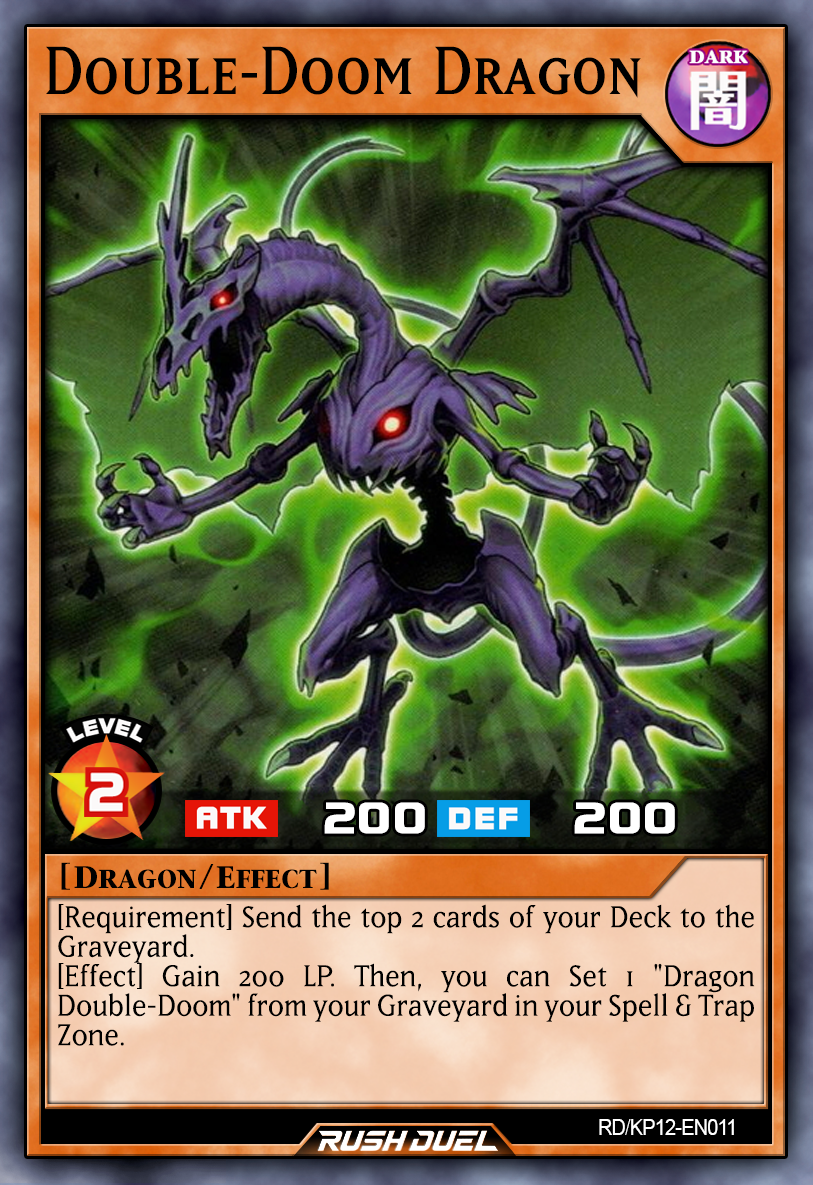 Double-Doom Dragon
DARK
闇
LEVEL
2
ATK 200 DEF 200
[Dragon/Effect]
[Requirement] Send the top 2 cards of your Deck to the
Graveyard.
[Effect] Gain 200 LP. Then, you can Set 1 "Dragon
Double-Doom" from your Graveyard in your Spell & Trap
Zone.
RD/KP12-EN011
RUSH DUEL